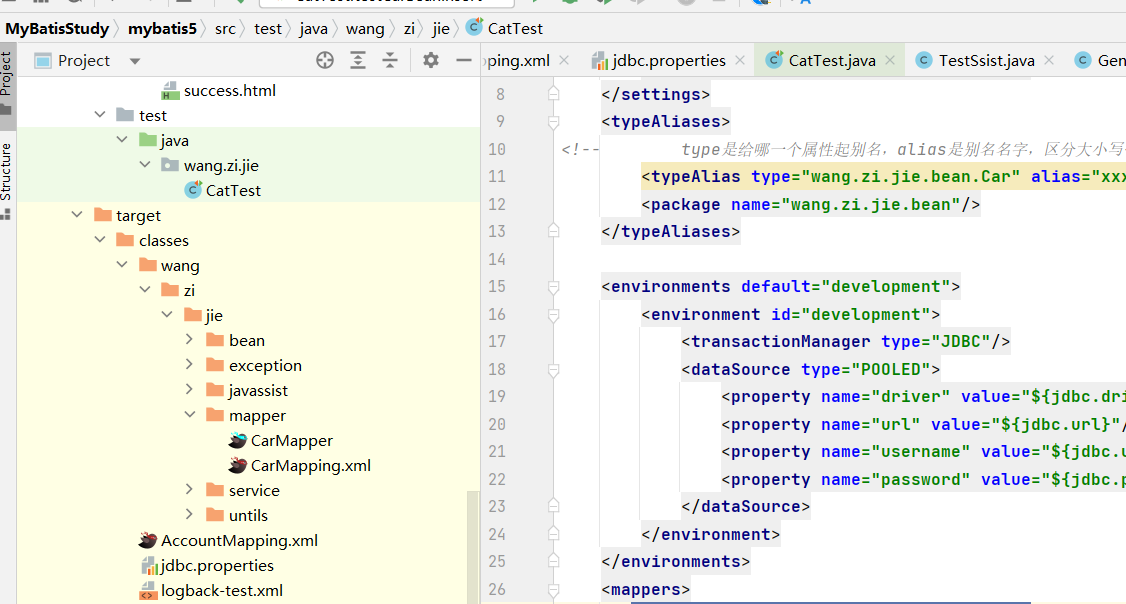 MyBatisStudy
mybatis5
src
test
java
wang
zi
jie
CatTest
Project
Project
Structure
success.html
test
java
wang.zi.jie
CatTest
target
classes
wang
zi
jie
bean
exception
javassist
mapper
CarMapper
CarMapping.xml
service
untils
AccountMapping.xml
jdbc.properties
logback-test.xml
ping.xml
jdbc.properties
CatTest.java
TestSsist.java
Gen
8 </settings>
9 <typeAliases>
10 <!-- type是给哪一个属性起别名，alias是别名名字，区分大小写
11 <typeAlias type="wang.zi.jie.bean.Car" alias="xxx
12 <package name="wang.zi.jie.bean"/>
13 </typeAliases>
14
15 <environments default="development">
16 <environment id="development">
17 <transactionManager type="JDBC"/>
18 <dataSource type="POOLED">
19 <property name="driver" value="${jdbc.dri
20 <property name="url" value="${jdbc.url}"/
21 <property name="username" value="${jdbc.u
22 <property name="password" value="${jdbc.p
23 </dataSource>
24 </environment>
25 </environments>
26 <mappers>